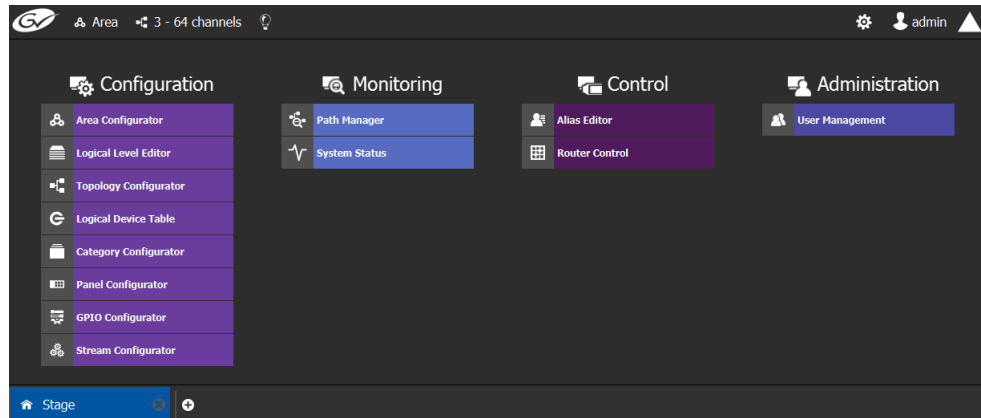 GV Area 3 - 64 channels admin
Configuration Monitoring Control Administration
Area Configurator Path Manager Alias Editor User Management
Logical Level Editor System Status Router Control
Topology Configurator
Logical Device Table
Category Configurator
Panel Configurator
GPIO Configurator
Stream Configurator
Stage